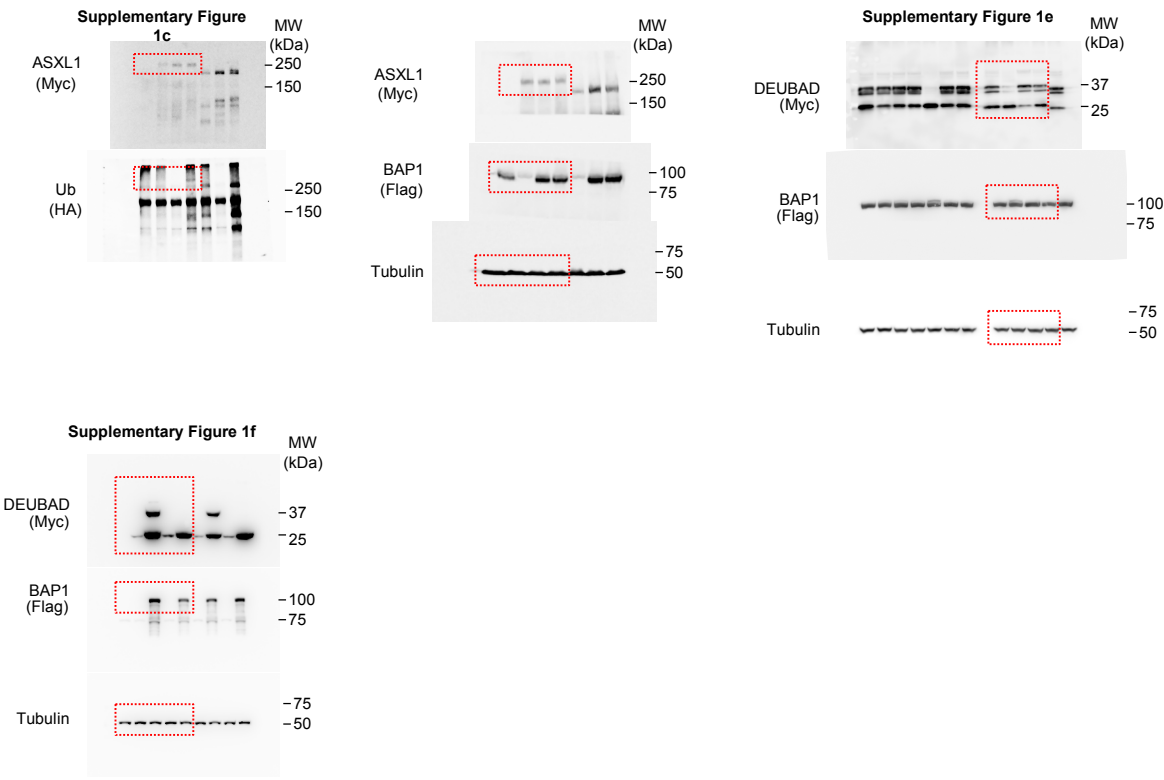 Supplementary Figure
1c
MW
(kDa)
ASXL1
(Myc)
250
150
Ub
(HA)
250
150
ASXL1
(Myc)
250
150
BAP1
(Flag)
100
75
Tubulin
75
50
Supplementary Figure 1e
MW
(kDa)
DEUBAD
(Myc)
37
25
BAP1
(Flag)
100
75
Tubulin
75
50
Supplementary Figure 1f
MW
(kDa)
DEUBAD
(Myc)
37
25
BAP1
(Flag)
100
75
Tubulin
75
50